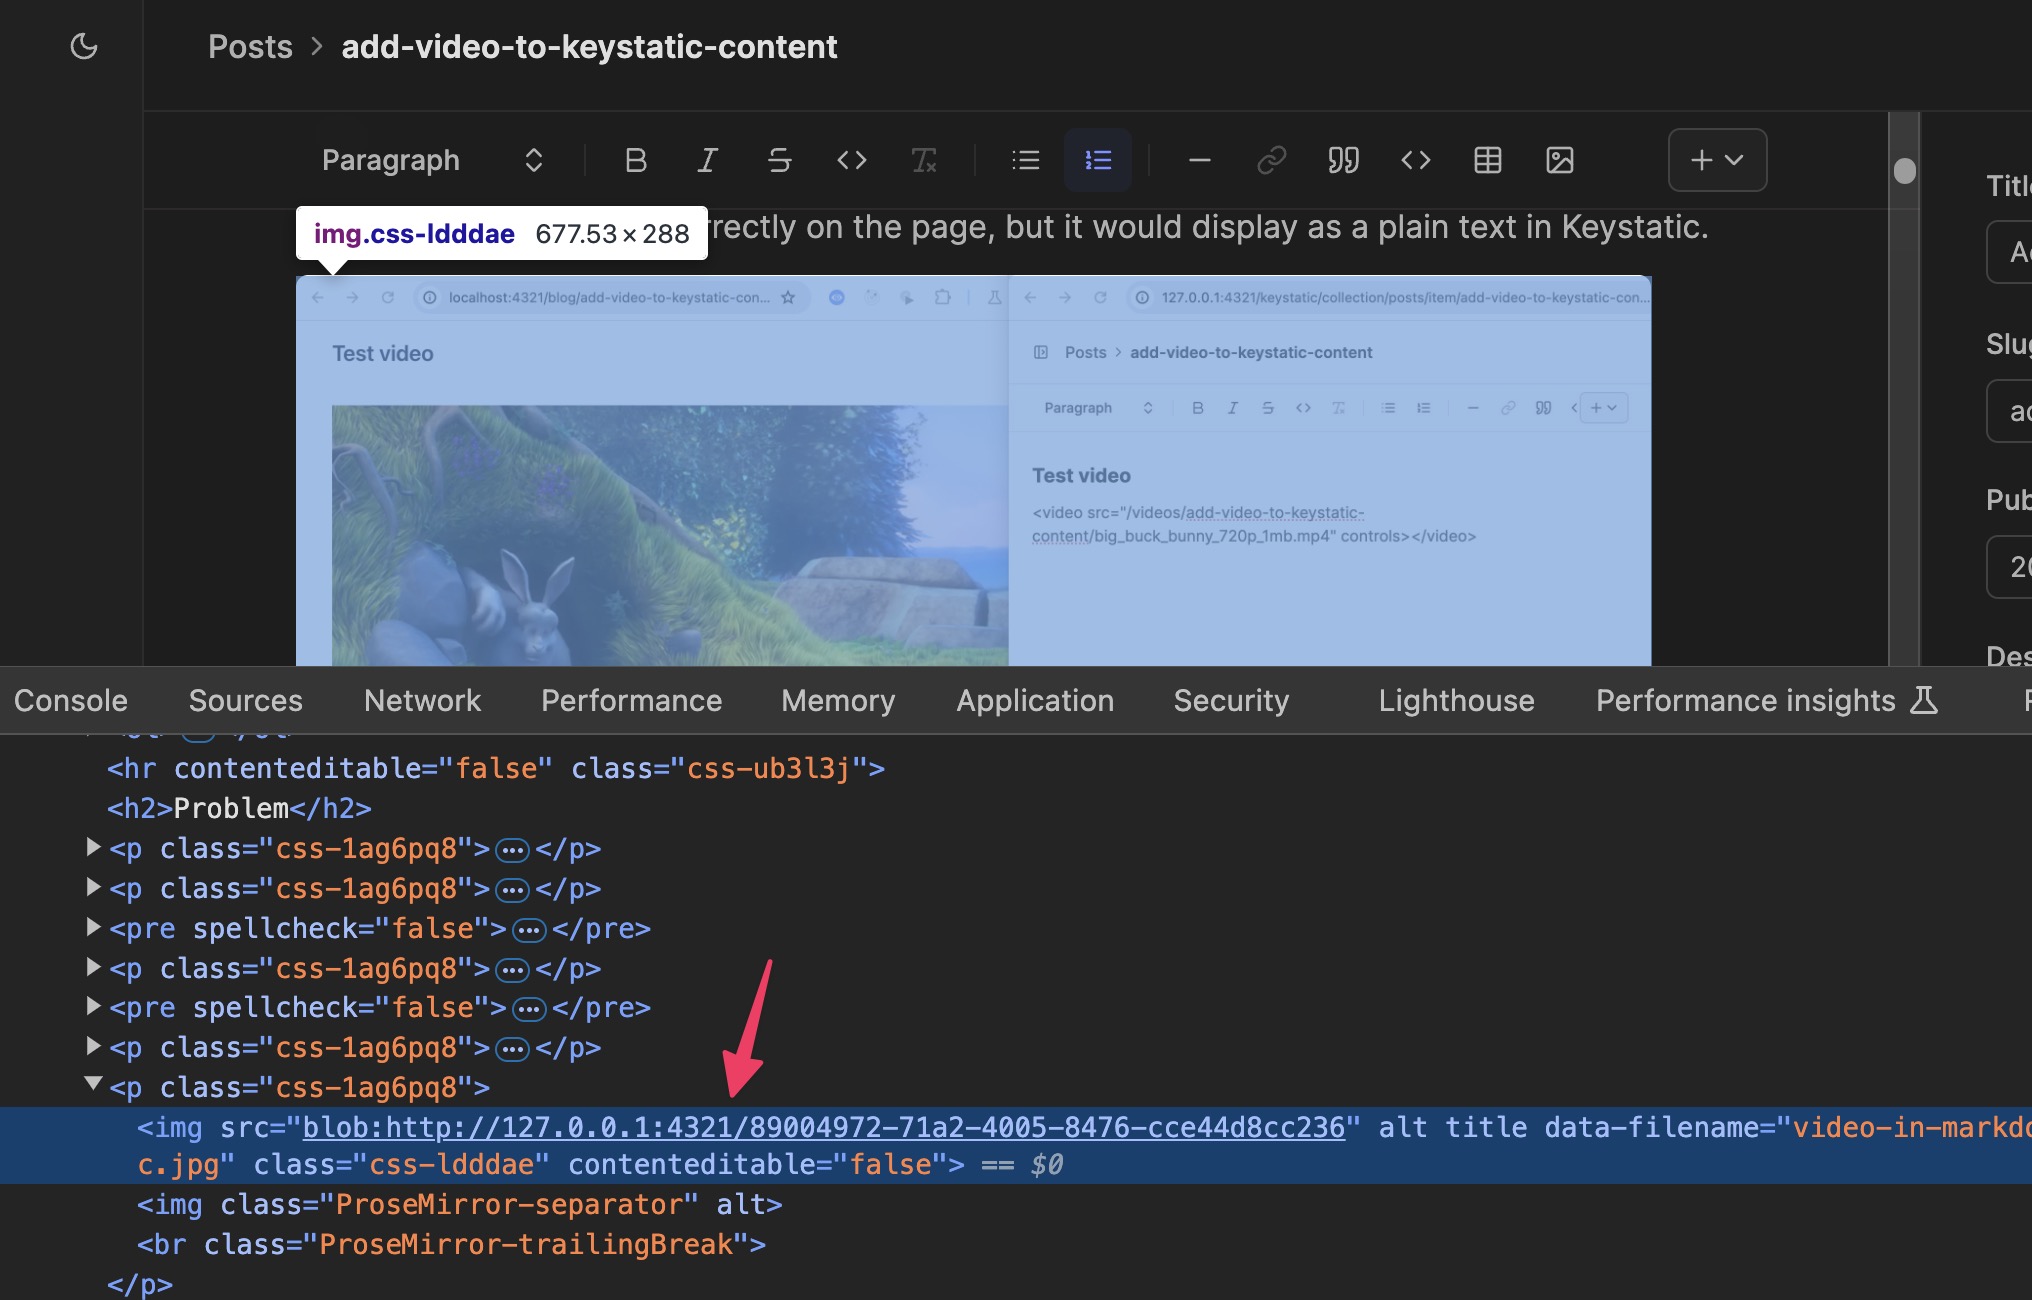 Posts > add-video-to-keystatic-content
Paragraph
img.css-ldddae 677.53×288
rrectly on the page, but it would display as a plain text in Keystatic.
Titl
Slug
Pub
20
Des
localhost:4321/blog/add-video-to-keystatic-con...
Test video
127.0.0.1:4321/keystatic/collection/posts/item/add-video-to-keystatic-con...
Posts > add-video-to-keystatic-content
Paragraph
Test video
<video src="/videos/add-video-to-keystatic-
content/big_buck_bunny_720p_1mb.mp4" controls></video>
Console Sources Network Performance Memory Application Security Lighthouse Performance insights
<hr contenteditable="false" class="css-ub3l3j">
<h2>Problem</h2>
<p class="css-1ag6pq8">…</p>
<p class="css-1ag6pq8">…</p>
<pre spellcheck="false">…</pre>
<p class="css-1ag6pq8">…</p>
<pre spellcheck="false">…</pre>
<p class="css-1ag6pq8">…</p>
<p class="css-1ag6pq8">
<img src="blob:http://127.0.0.1:4321/89004972-71a2-4005-8476-cce44d8cc236" alt title data-filename="video-in-markdo
c.jpg" class="css-ldddae" contenteditable="false"> == $0
<img class="ProseMirror-separator" alt>
<br class="ProseMirror-trailingBreak">
</p>